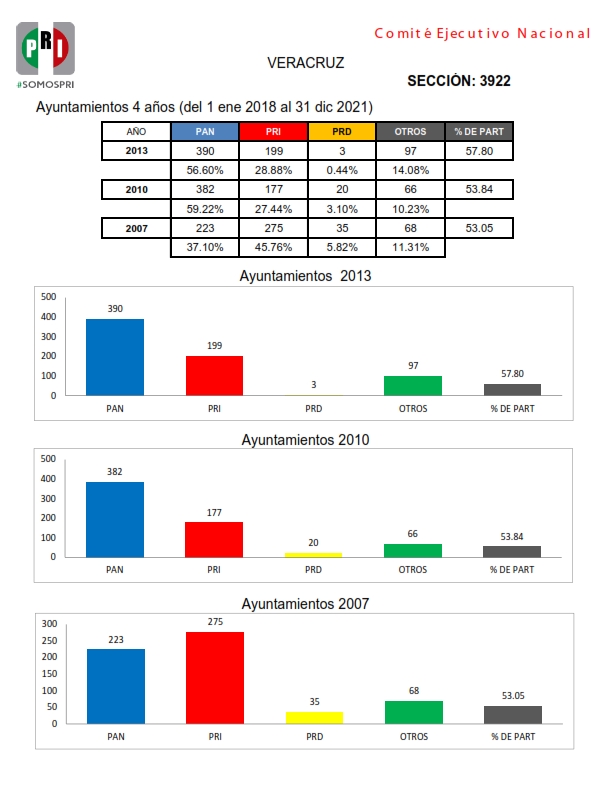 Comité Ejecutivo Nacional
PRI
#SOMOSPRI
VERACRUZ
SECCIÓN: 3922
Ayuntamientos 4 años (del 1 ene 2018 al 31 dic 2021)
AÑO PAN PRI PRD OTROS % DE PART
2013 390 199 3 97 57.80
56.60% 28.88% 0.44% 14.08%
2010 382 177 20 66 53.84
59.22% 27.44% 3.10% 10.23%
2007 223 275 35 68 53.05
37.10% 45.76% 5.82% 11.31%
Ayuntamientos 2013
500
400
300
200
100
0
390 199 3 97 57.80
PAN PRI PRD OTROS % DE PART
Ayuntamientos 2010
500
400
300
200
100
0
382 177 20 66 53.84
PAN PRI PRD OTROS % DE PART
Ayuntamientos 2007
300
250
200
150
100
50
0
223 275 35 68 53.05
PAN PRI PRD OTROS % DE PART